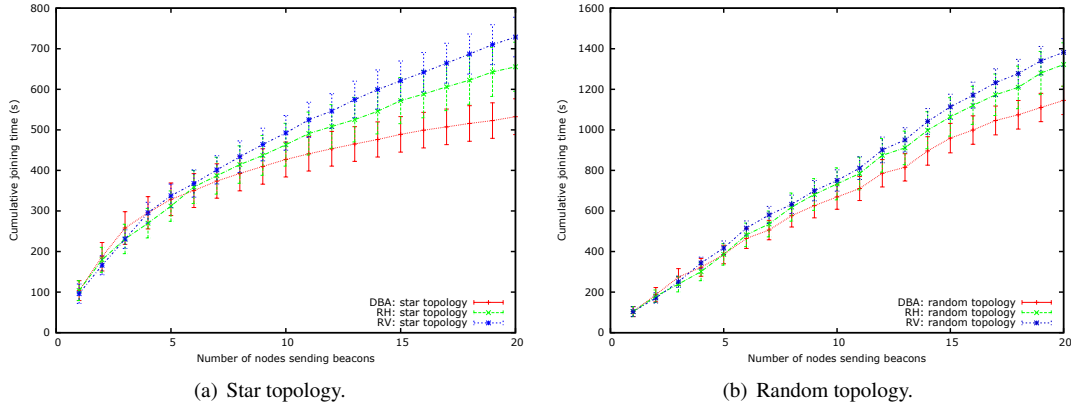 800
700
600
500
400
300
200
100
0
0
5
10
15
20
Cumulative joining time (s)
Number of nodes sending beacons
DBA: star topology
RH: star topology
RV: star topology
(a) Star topology.
1600
1400
1200
1000
800
600
400
200
0
0
5
10
15
20
Cumulative joining time (s)
Number of nodes sending beacons
DBA: random topology
RH: random topology
RV: random topology
(b) Random topology.